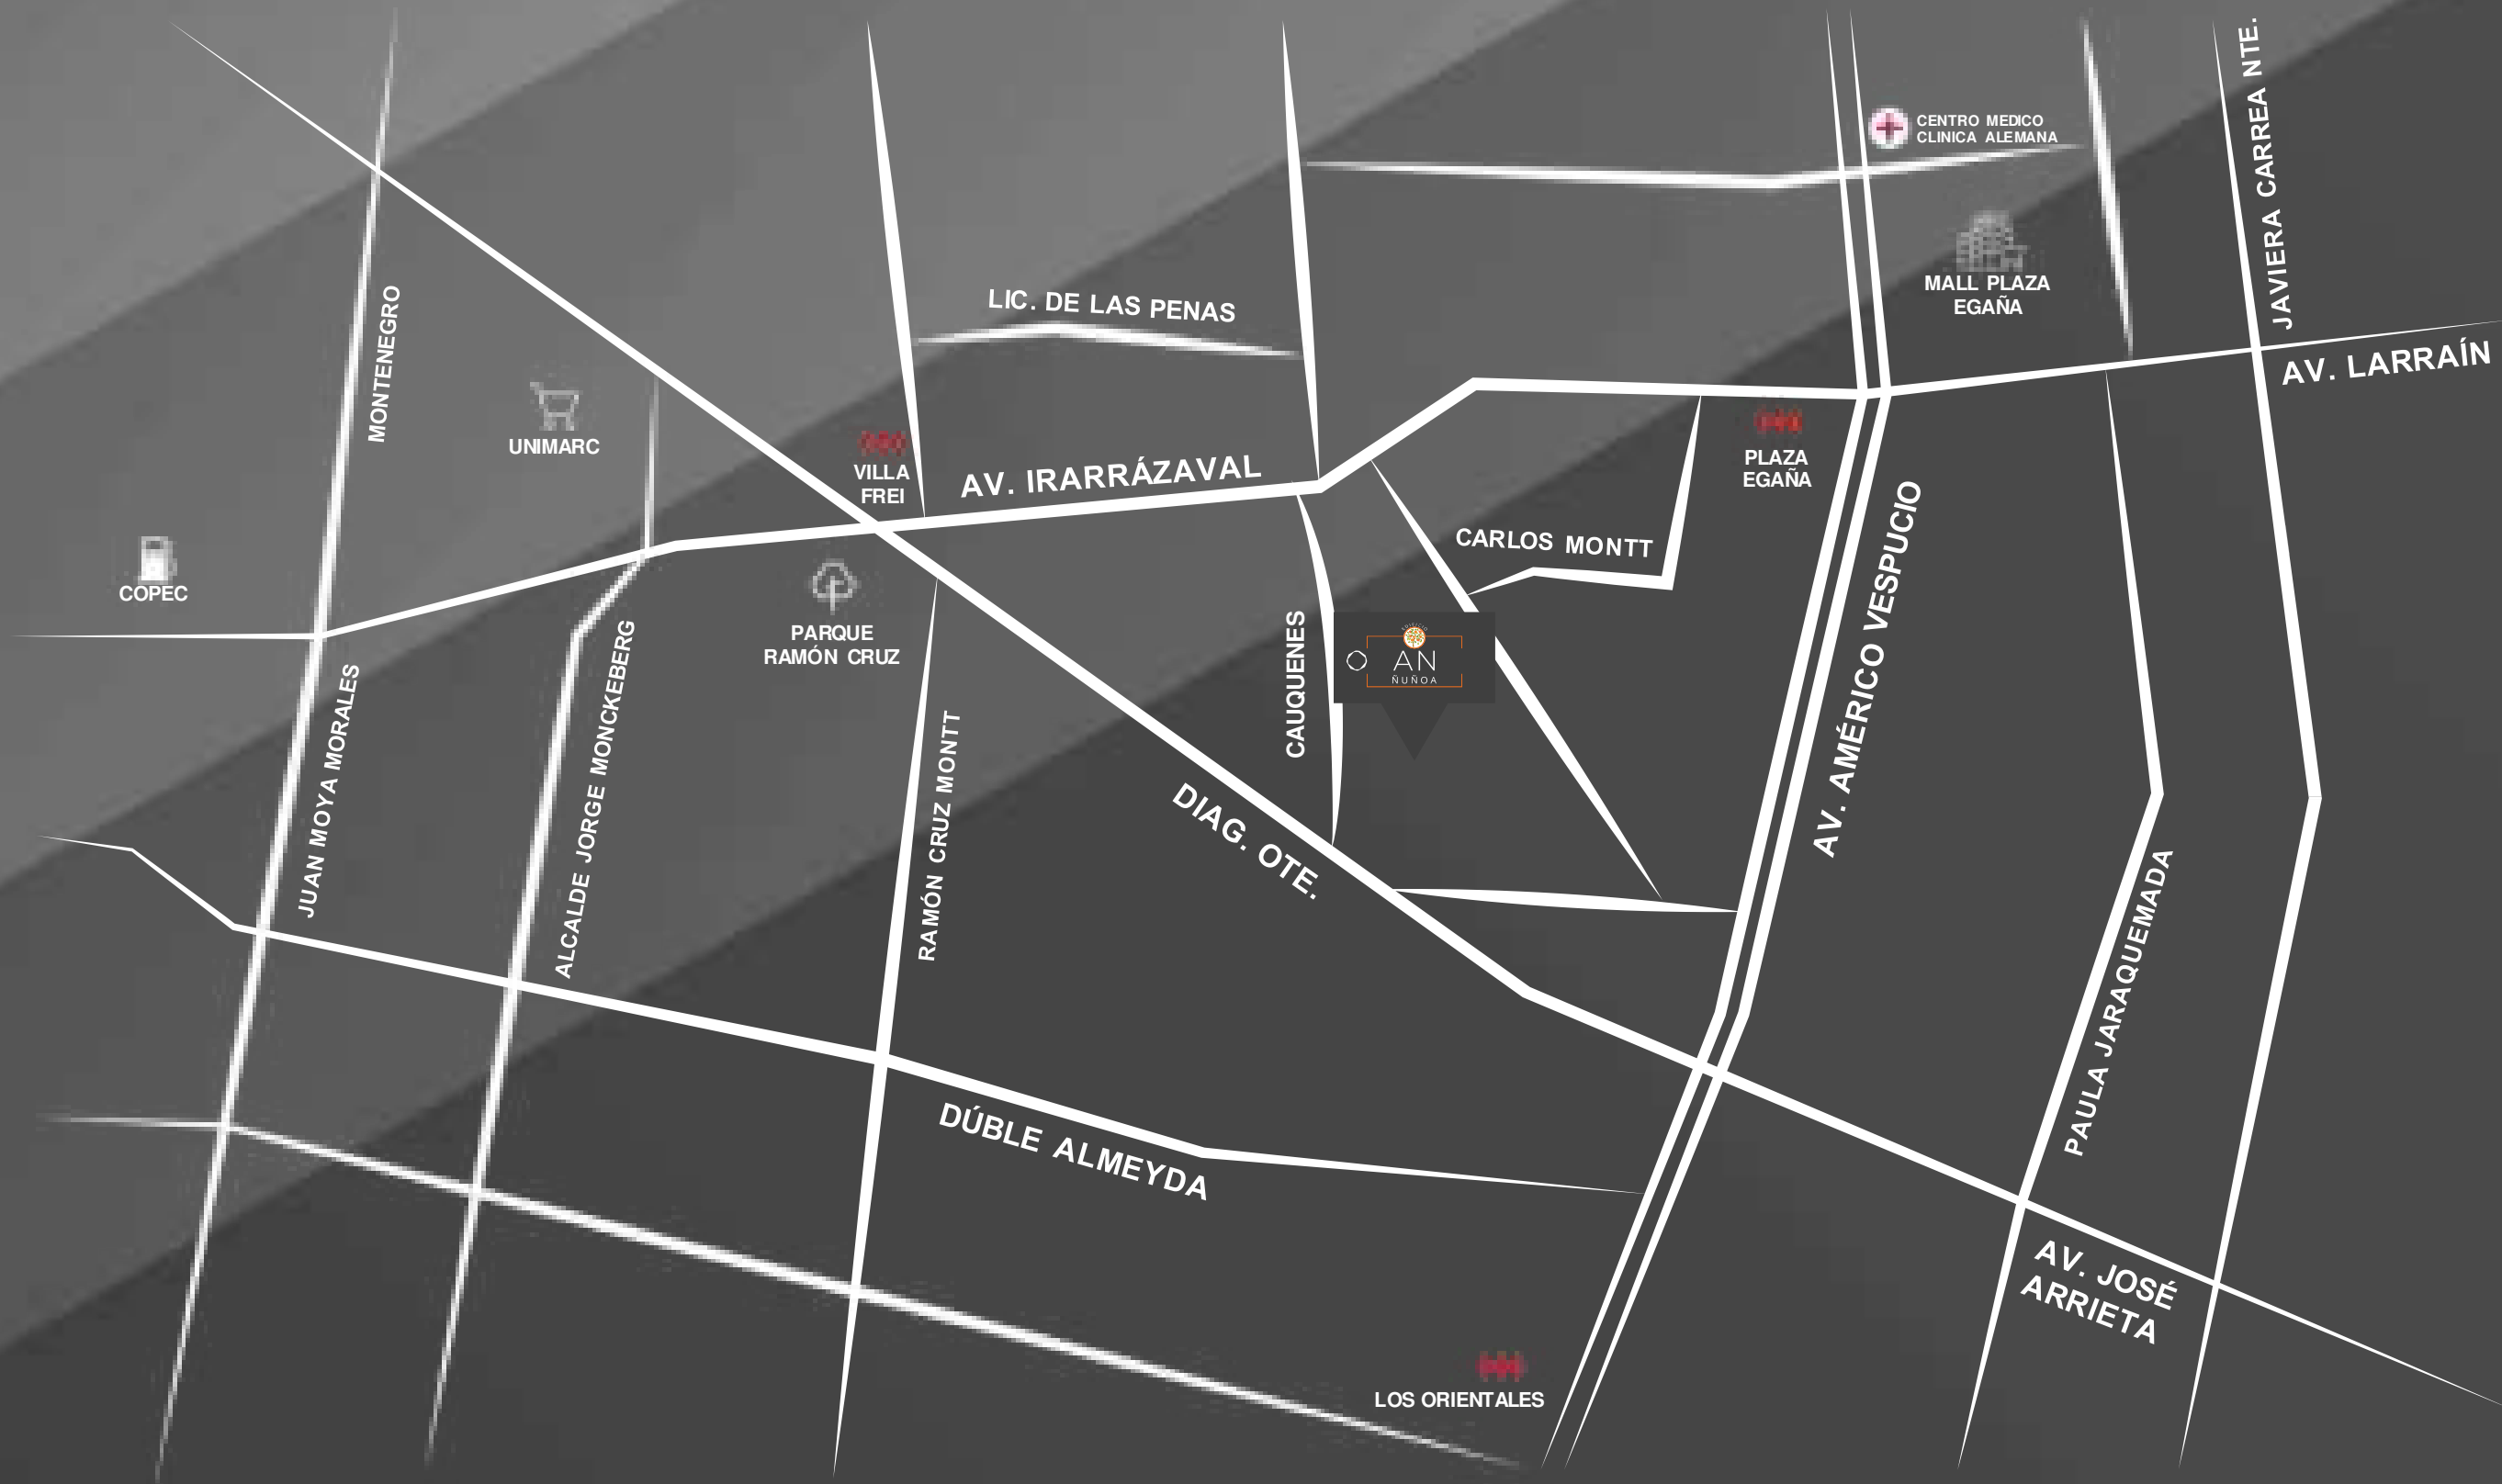 JAVIERA CARREA NTE.
CENTRO MEDICO
CLINICA ALEMANA
MALL PLAZA
EGAÑA
AV. LARRAÍN
LIC. DE LAS PENAS
MONTENEGRO
UNIMARC
VILLA
FREI
AV. IRARRÁZAVAL
PLAZA
EGAÑA
CARLOS MONTT
COPEC
PARQUE
RAMÓN CRUZ
CAUQUENES
EDIFICIO
AN
ÑUÑOA
AV. AMÉRICO VESPUCIO
JUAN MOYA MORALES
ALCALDE JORGE MONCKEBERG
RAMÓN CRUZ MONTT
DIAG. OTE.
PAULA JARAQUEMADA
DÚBLE ALMEYDA
AV. JOSÉ
ARRIETA
LOS ORIENTALES